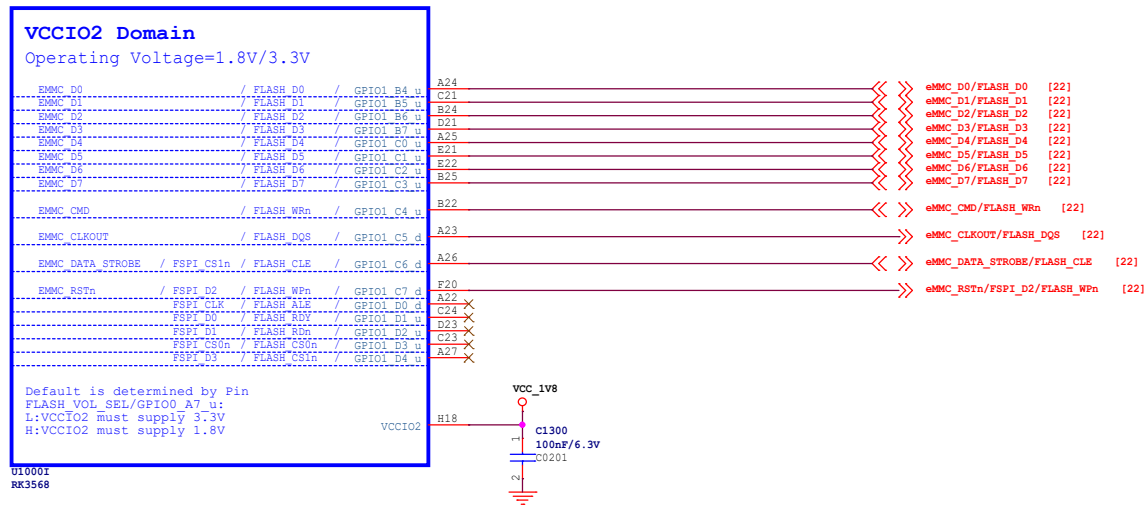 VCCIO2 Domain
Operating Voltage=1.8V/3.3V
EMMC_D0 / FLASH_D0 / GPIO1_B4_u A24 eMMC_D0/FLASH_D0 [22]
EMMC_D1 / FLASH_D1 / GPIO1_B5_u C21 eMMC_D1/FLASH_D1 [22]
EMMC_D2 / FLASH_D2 / GPIO1_B6_u B24 eMMC_D2/FLASH_D2 [22]
EMMC_D3 / FLASH_D3 / GPIO1_B7_u D21 eMMC_D3/FLASH_D3 [22]
EMMC_D4 / FLASH_D4 / GPIO1_C0_u A25 eMMC_D4/FLASH_D4 [22]
EMMC_D5 / FLASH_D5 / GPIO1_C1_u E21 eMMC_D5/FLASH_D5 [22]
EMMC_D6 / FLASH_D6 / GPIO1_C2_u E22 eMMC_D6/FLASH_D6 [22]
EMMC_D7 / FLASH_D7 / GPIO1_C3_u B25 eMMC_D7/FLASH_D7 [22]
EMMC_CMD / FLASH_WRn / GPIO1_C4_u B22 eMMC_CMD/FLASH_WRn [22]
EMMC_CLKOUT / FLASH_DQS / GPIO1_C5_d A23 eMMC_CLKOUT/FLASH_DQS [22]
EMMC_DATA_STROBE / FSPI_CS1n / FLASH_CLE / GPIO1_C6_d A26 eMMC_DATA_STROBE/FLASH_CLE [22]
EMMC_RSTn / FSPI_D2 / FLASH_WPn / GPIO1_C7_d F20 eMMC_RSTn/FSPI_D2/FLASH_WPn [22]
FSPI_CLK / FLASH_ALE / GPIO1_D0_d A22
FSPI_D0 / FLASH_RDY / GPIO1_D1_u C24
FSPI_D1 / FLASH_RDn / GPIO1_D2_u D23
FSPI_CS0n / FLASH_CS0n / GPIO1_D3_u C23
FSPI_D3 / FLASH_CS1n / GPIO1_D4_u A27
Default is determined by Pin
FLASH_VOL_SEL/GPIO0_A7_u:
L:VCCIO2 must supply 3.3V
H:VCCIO2 must supply 1.8V
VCCIO2 H18
VCC_1V8
1
C1300
100nF/6.3V
C0201
2
U1000I
RK3568